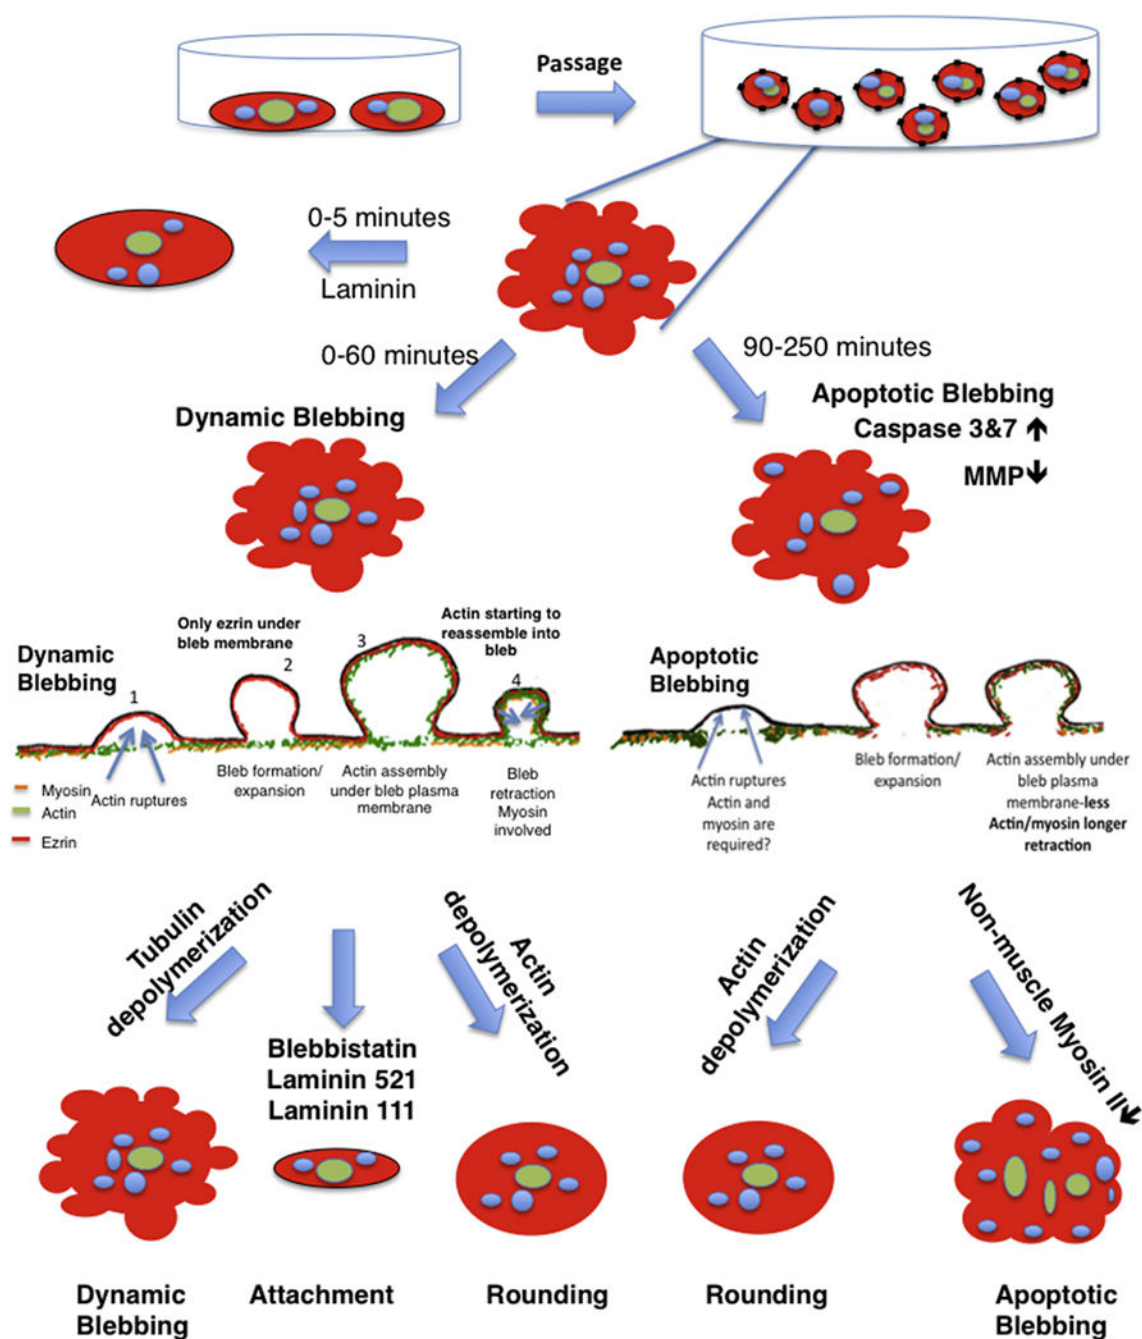 Passage
0-5 minutes
Laminin
0-60 minutes
90-250 minutes
Dynamic Blebbing
Apoptotic Blebbing
Caspase 3&7 ↑
MMP↓
Dynamic
Blebbing
1
Only ezrin under
bleb membrane
2
3
Actin starting to
reassemble into
bleb
4
Apoptotic
Blebbing
Myosin
Actin
Ezrin
Actin ruptures
Bleb formation/
expansion
Actin assembly
under bleb plasma
membrane
Bleb
retraction
Myosin
involved
Actin ruptures
Actin and
myosin are
required?
Bleb formation/
expansion
Actin assembly under
bleb plasma
membrane-less
Actin/myosin longer
retraction
Tubulin
depolymerization
Blebbistatin
Laminin 521
Laminin 111
Actin
depolymerization
Actin
depolymerization
Non-muscle Myosin II↓
Dynamic
Blebbing
Attachment
Rounding
Rounding
Apoptotic
Blebbing